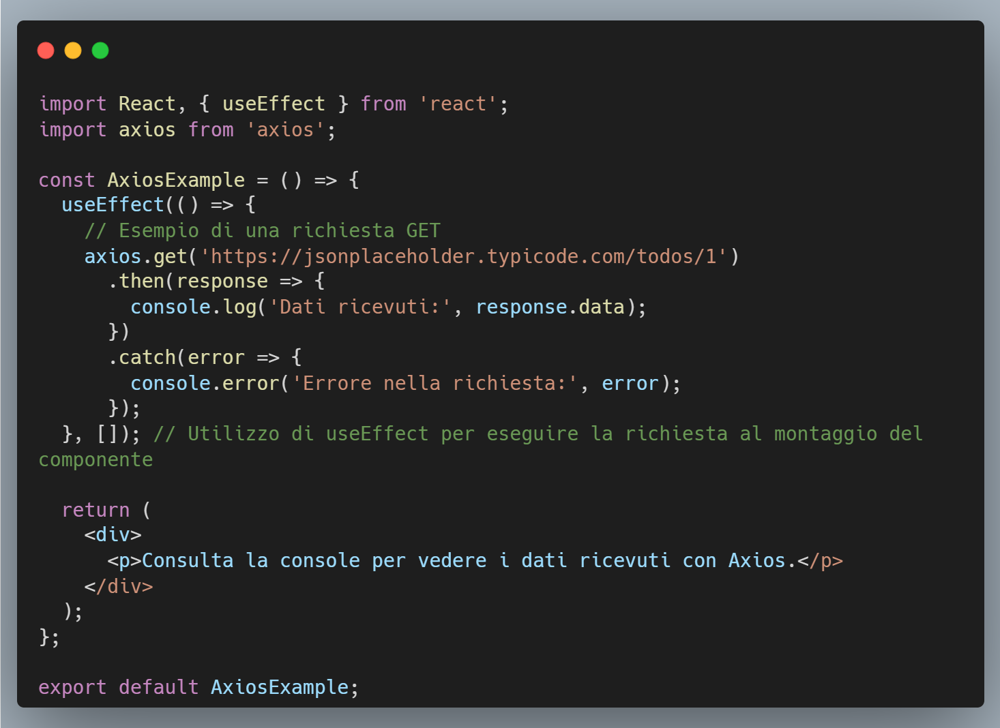 import React, { useEffect } from 'react';
import axios from 'axios';

const AxiosExample = () => {
  useEffect(() => {
    // Esempio di una richiesta GET
    axios.get('https://jsonplaceholder.typicode.com/todos/1')
      .then(response => {
        console.log('Dati ricevuti:', response.data);
      })
      .catch(error => {
        console.error('Errore nella richiesta:', error);
      });
  }, []); // Utilizzo di useEffect per eseguire la richiesta al montaggio del
componente

  return (
    <div>
      <p>Consulta la console per vedere i dati ricevuti con Axios.</p>
    </div>
  );
};

export default AxiosExample;